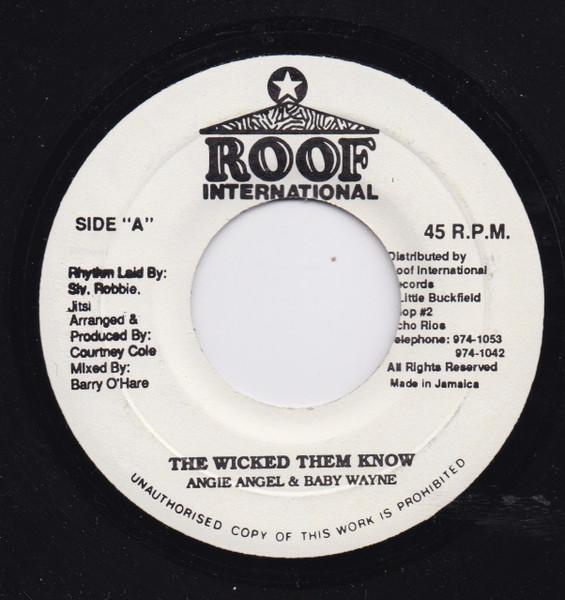 ROOF
INTERNATIONAL
SIDE "A"
45 R.P.M.
Rhythm Laid By:
Sly, Robbie,
Jitsi
Arranged &
Produced By:
Courtney Cole
Mixed By:
Barry O'Hare
Distributed by
oof International
ecords
Little Buckfield
op #2
cho Rios
elephone: 974-1053
974-1042
All Rights Reserved
Made in Jamaica
THE WICKED THEM KNOW
ANGIE ANGEL & BABY WAYNE
UNAUTHORISED COPY OF THIS WORK IS PROHIBITED